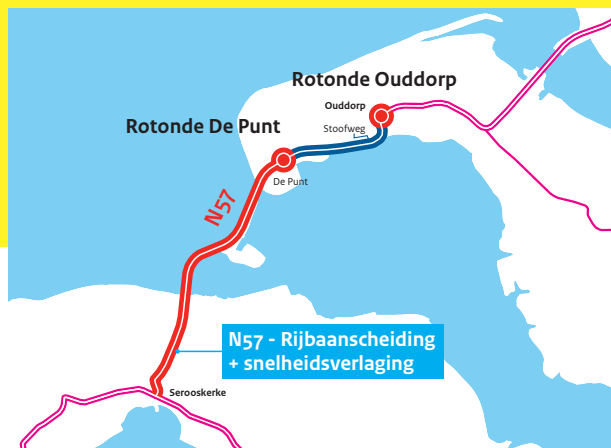 Rotonde Ouddorp
Ouddorp
Rotonde De Punt
Stoofweg
De Punt
N57
N57 - Rijbaanscheiding
+ snelheidsverlaging
Serooskerke